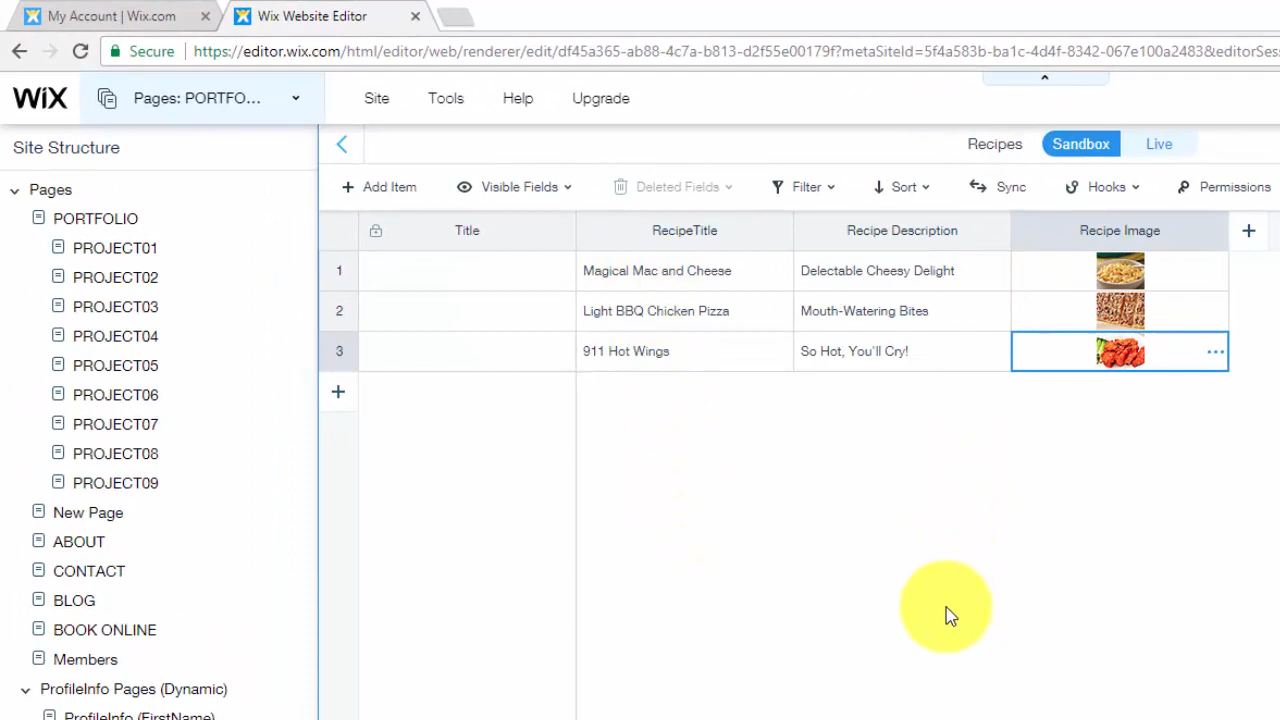 My Account | Wix.com
Wix Website Editor
Secure
https://editor.wix.com/html/editor/web/renderer/edit/df45a365-ab88-4c7a-b813-d2f55e00179f?metaSiteId=5f4a583b-ba1c-4d4f-8342-067e100a2483&editorSes
WiX
Pages: PORTFO...
Site
Tools
Help
Upgrade
Site Structure
Recipes
Sandbox
Live
Add Item
Visible Fields
Deleted Fields
Filter
Sort
Sync
Hooks
Permissions
Title
RecipeTitle
Recipe Description
Recipe Image
1
Magical Mac and Cheese
Delectable Cheesy Delight
2
Light BBQ Chicken Pizza
Mouth-Watering Bites
3
911 Hot Wings
So Hot, You'll Cry!
Pages
PORTFOLIO
PROJECT01
PROJECT02
PROJECT03
PROJECT04
PROJECT05
PROJECT06
PROJECT07
PROJECT08
PROJECT09
New Page
ABOUT
CONTACT
BLOG
BOOK ONLINE
Members
ProfileInfo Pages (Dynamic)
ProfileInfo (FirstName)